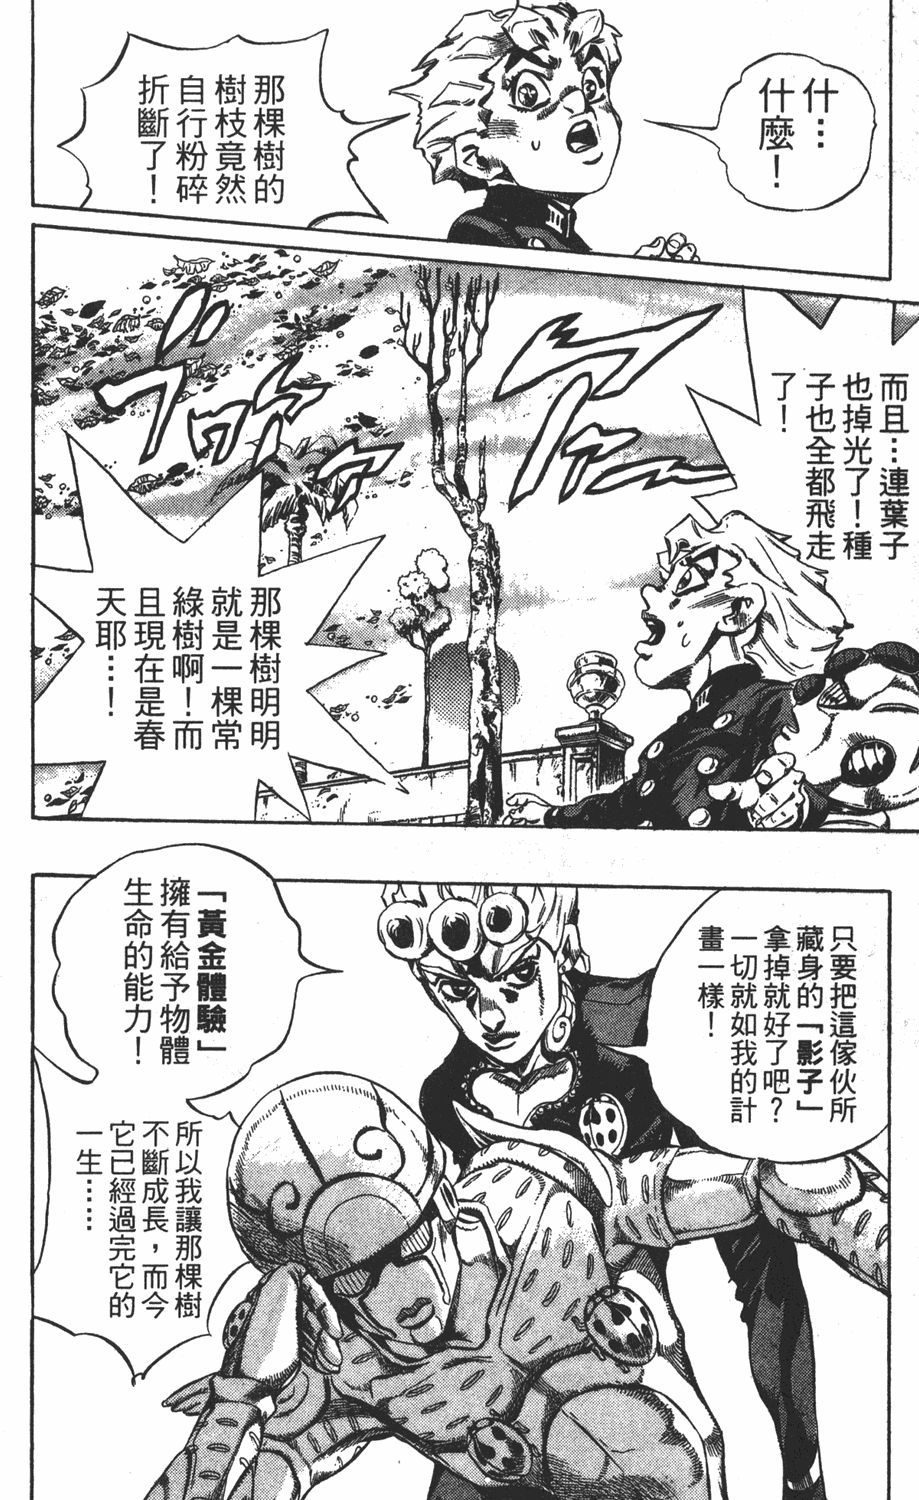 什…
什麼！
那棵樹的
樹枝竟然
自行粉碎
折斷了！
而且…連葉子
也掉光了！種
子也全都飛走
了！
那棵樹明明
就是一棵常
綠樹啊！而
且現在是春
天耶…！
只要把這傢伙所
藏身的「影子」
拿掉就好了吧？
一切就如我的計
畫一樣！
「黃金體驗」
擁有給予物體
生命的能力！
所以我讓那棵樹
不斷成長，而今
它已經過完它的
一生……